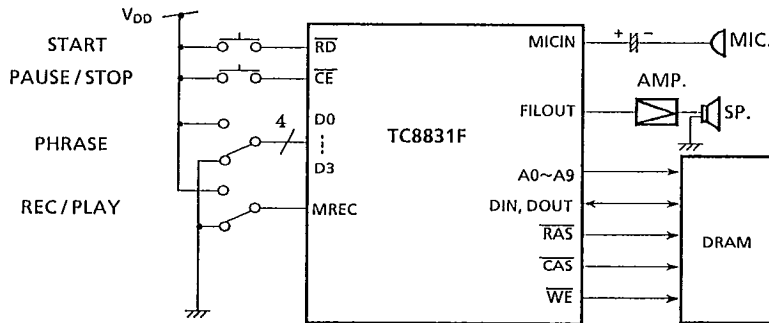 VDD
START
PAUSE / STOP
PHRASE
REC / PLAY
4
RD
CE
D0
D3
MREC
TC8831F
MICIN
FILOUT
A0~A9
DIN, DOUT
RAS
CAS
WE
+ −
MIC.
AMP.
SP.
DRAM